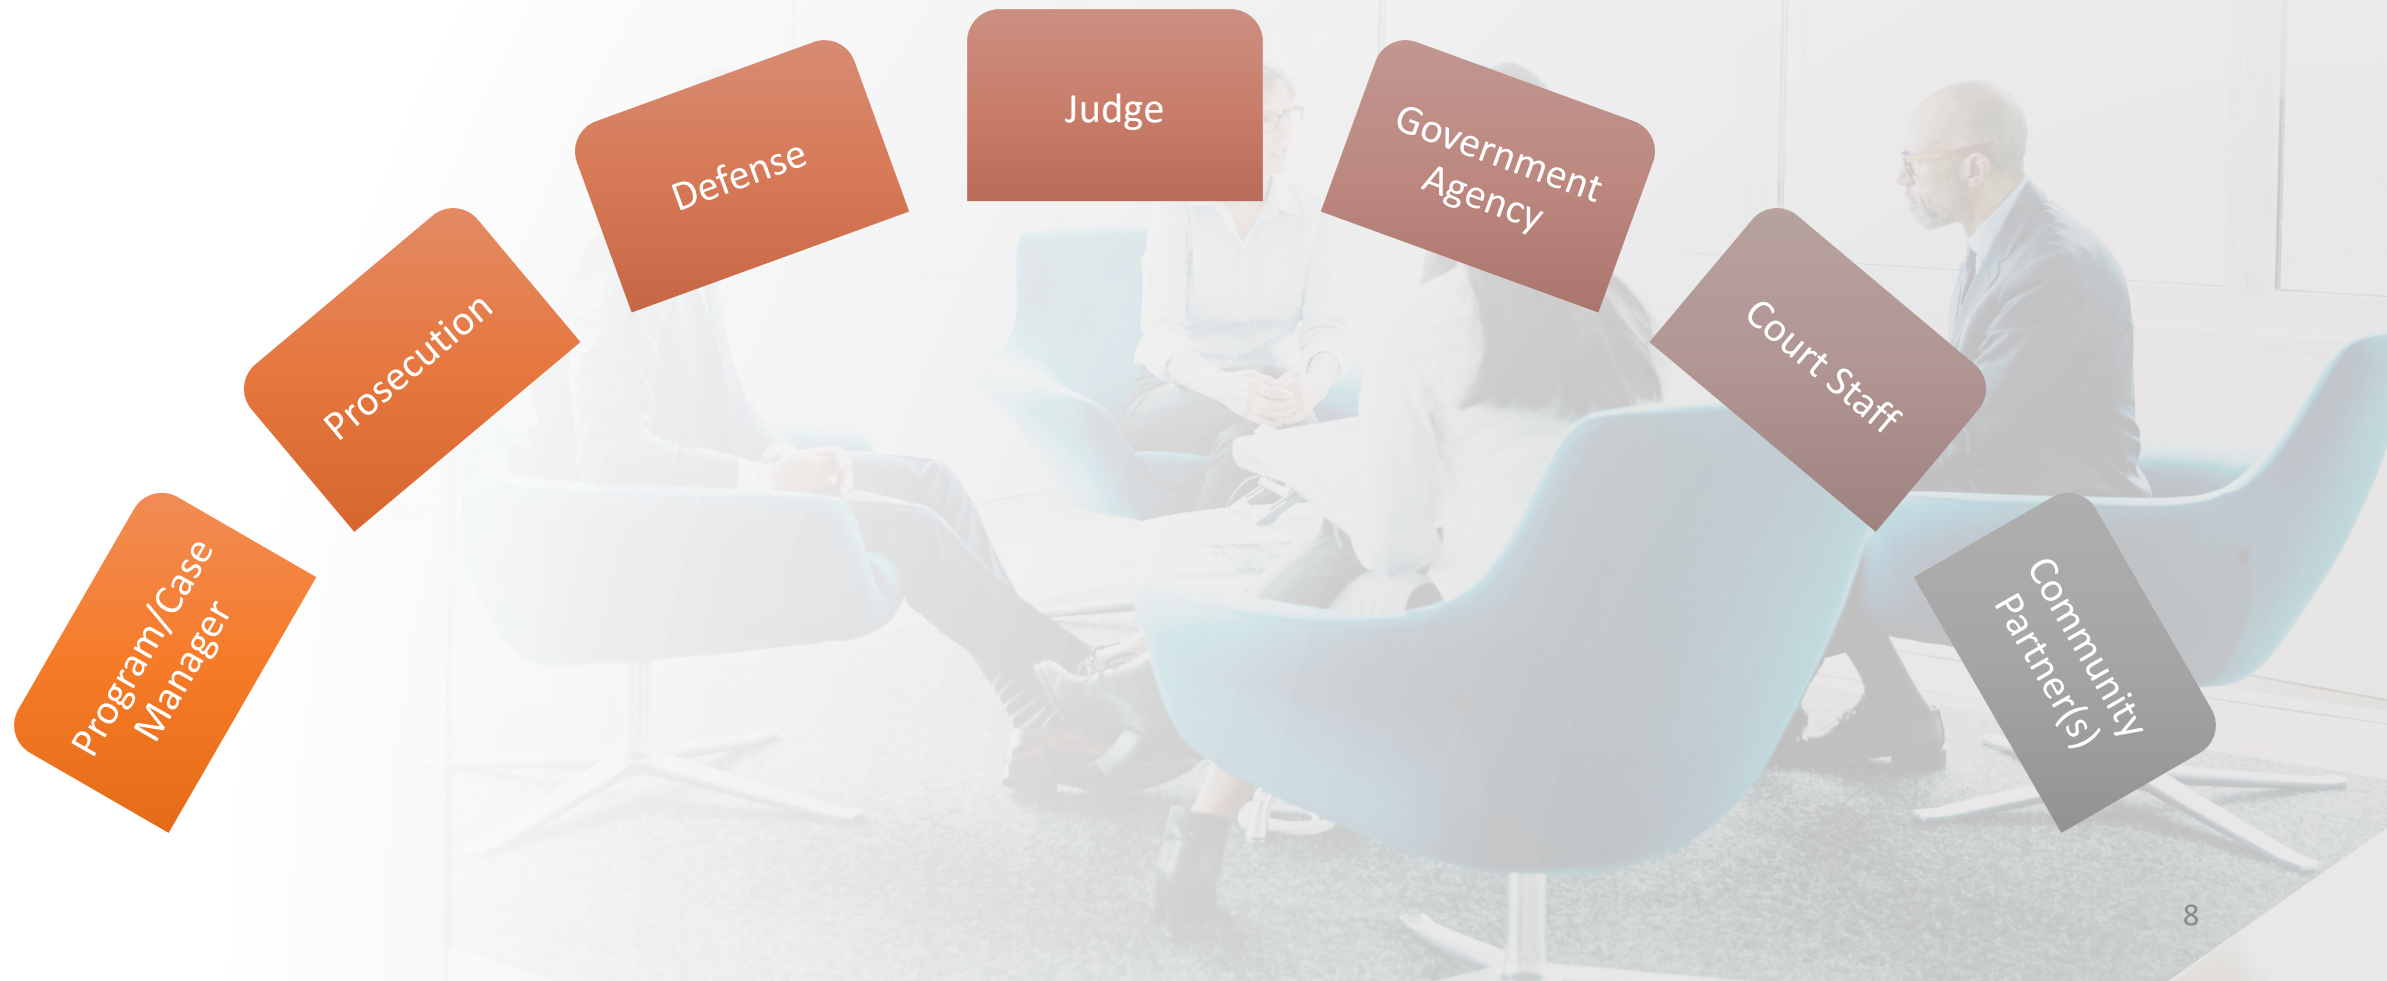 Program/Case
Manager
Prosecution
Defense
Judge
Government
Agency
Court Staff
Community
Partner(s)
8